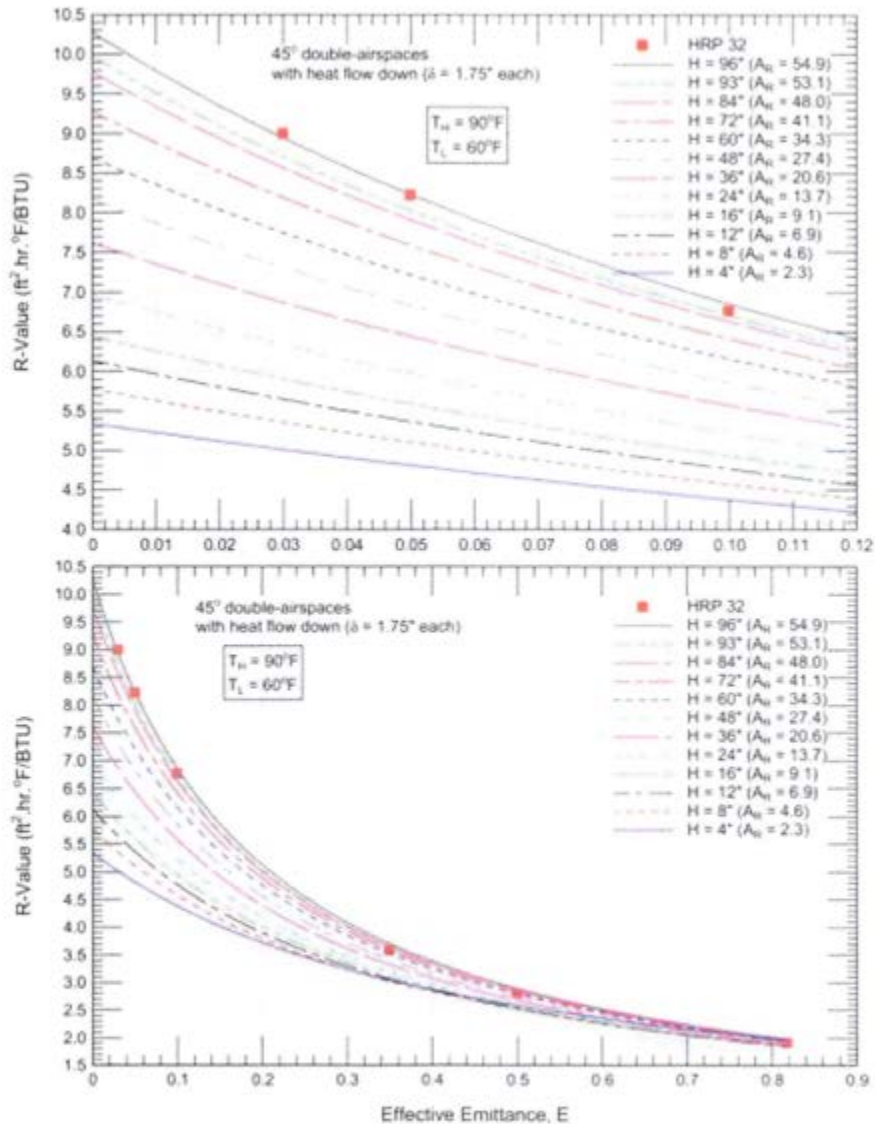 10.5
10.0
9.5
9.0
8.5
8.0
7.5
7.0
6.5
6.0
5.5
5.0
4.5
4.0
R-Value (ft².hr.°F/BTU)
45° double-airspaces
with heat flow down (δ = 1.75" each)
T_H = 90°F
T_L = 60°F
HRP 32
H = 96" (A_R = 54.9)
H = 93" (A_R = 53.1)
H = 84" (A_R = 48.0)
H = 72" (A_R = 41.1)
H = 60" (A_R = 34.3)
H = 48" (A_R = 27.4)
H = 36" (A_R = 20.6)
H = 24" (A_R = 13.7)
H = 16" (A_R = 9.1)
H = 12" (A_R = 6.9)
H = 8" (A_R = 4.6)
H = 4" (A_R = 2.3)
0 0.01 0.02 0.03 0.04 0.05 0.06 0.07 0.08 0.09 0.10 0.11 0.12
10.5
10.0
9.5
9.0
8.5
8.0
7.5
7.0
6.5
6.0
5.5
5.0
4.5
4.0
3.5
3.0
2.5
2.0
1.5
R-Value (ft².hr.°F/BTU)
45° double-airspaces
with heat flow down (δ = 1.75" each)
T_H = 90°F
T_L = 60°F
HRP 32
H = 96" (A_R = 54.9)
H = 93" (A_R = 53.1)
H = 84" (A_R = 48.0)
H = 72" (A_R = 41.1)
H = 60" (A_R = 34.3)
H = 48" (A_R = 27.4)
H = 36" (A_R = 20.6)
H = 24" (A_R = 13.7)
H = 16" (A_R = 9.1)
H = 12" (A_R = 6.9)
H = 8" (A_R = 4.6)
H = 4" (A_R = 2.3)
0 0.1 0.2 0.3 0.4 0.5 0.6 0.7 0.8 0.9
Effective Emittance, E